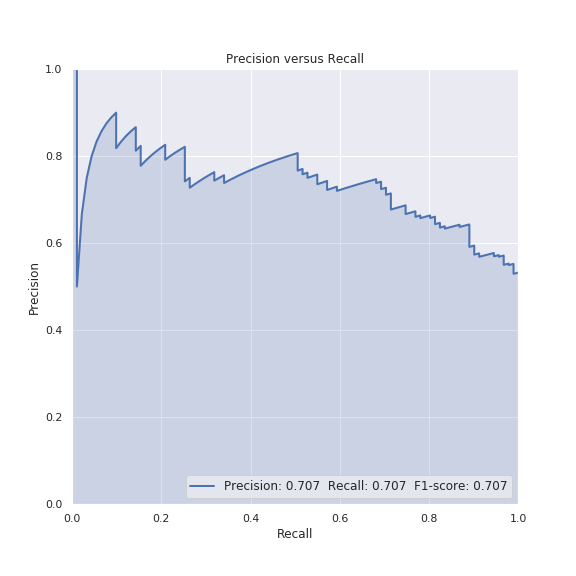 Precision versus Recall
1.0
0.8
0.6
0.4
0.2
0.0
Precision
Precision: 0.707  Recall: 0.707  F1-score: 0.707
0.0 0.2 0.4 0.6 0.8 1.0
Recall